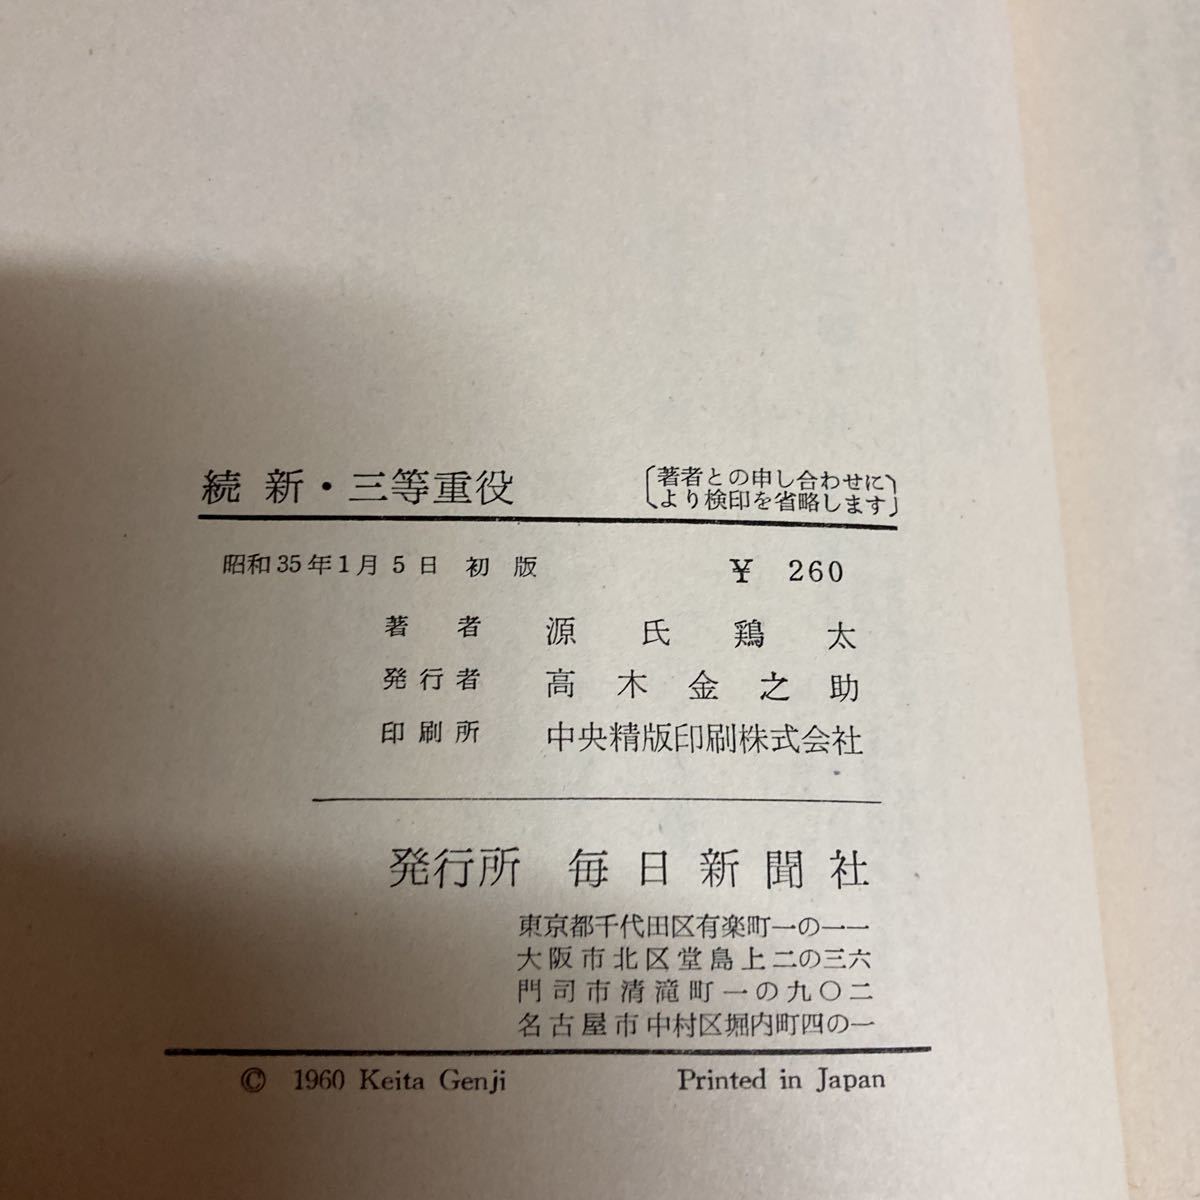 続 新・三等重役
著者との申し合わせに
より検印を省略します
昭和35年1月5日 初版 ¥ 260
著者 源氏鶏太
発行者 高木金之助
印刷所 中央精版印刷株式会社
発行所 毎日新聞社
東京都千代田区有楽町一の一一
大阪市北区堂島上二の三六
門司市清滝町一の九〇二
名古屋市中村区堀内町四の一
© 1960 Keita Genji Printed in Japan